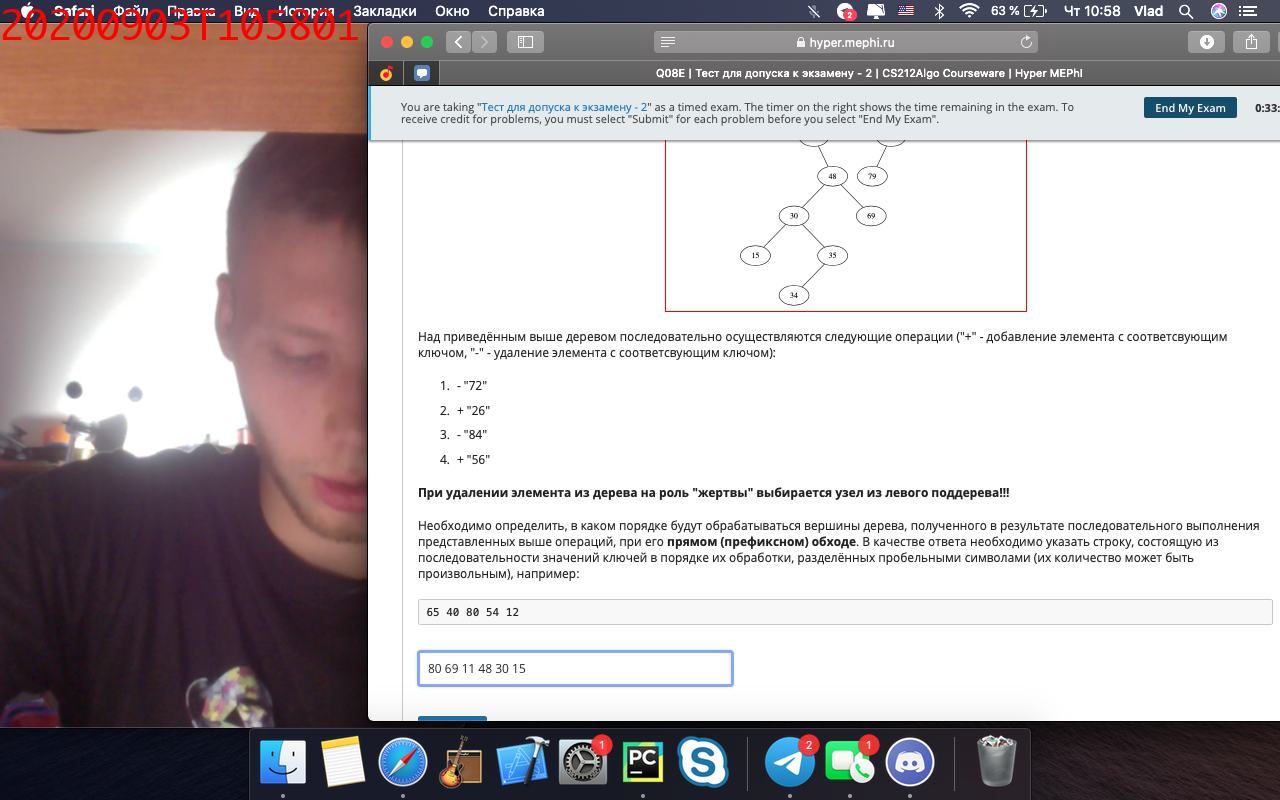 20200903T105801
Safari Файл Правка Вид История Закладки Окно Справка
2
63 %
Чт 10:58 Vlad
hyper.mephi.ru
Q08E | Тест для допуска к экзамену - 2 | CS212Algo Courseware | Hyper MEPhI
You are taking "Тест для допуска к экзамену - 2" as a timed exam. The timer on the right shows the time remaining in the exam. To
receive credit for problems, you must select "Submit" for each problem before you select "End My Exam".
End My Exam
0:33:
48 79
30 69
15 35
34
Над приведённым выше деревом последовательно осуществляются следующие операции ("+" - добавление элемента с соответсвующим
ключом, "-" - удаление элемента с соответсвующим ключом):
1. - "72"
2. + "26"
3. - "84"
4. + "56"
При удалении элемента из дерева на роль "жертвы" выбирается узел из левого поддерева!!!
Необходимо определить, в каком порядке будут обрабатываться вершины дерева, полученного в результате последовательного выполнения
представленных выше операций, при его прямом (префиксном) обходе. В качестве ответа необходимо указать строку, состоящую из
последовательности значений ключей в порядке их обработки, разделённых пробельными символами (их количество может быть
произвольным), например:
65 40 80 54 12
80 69 11 48 30 15
1
PC
2
1